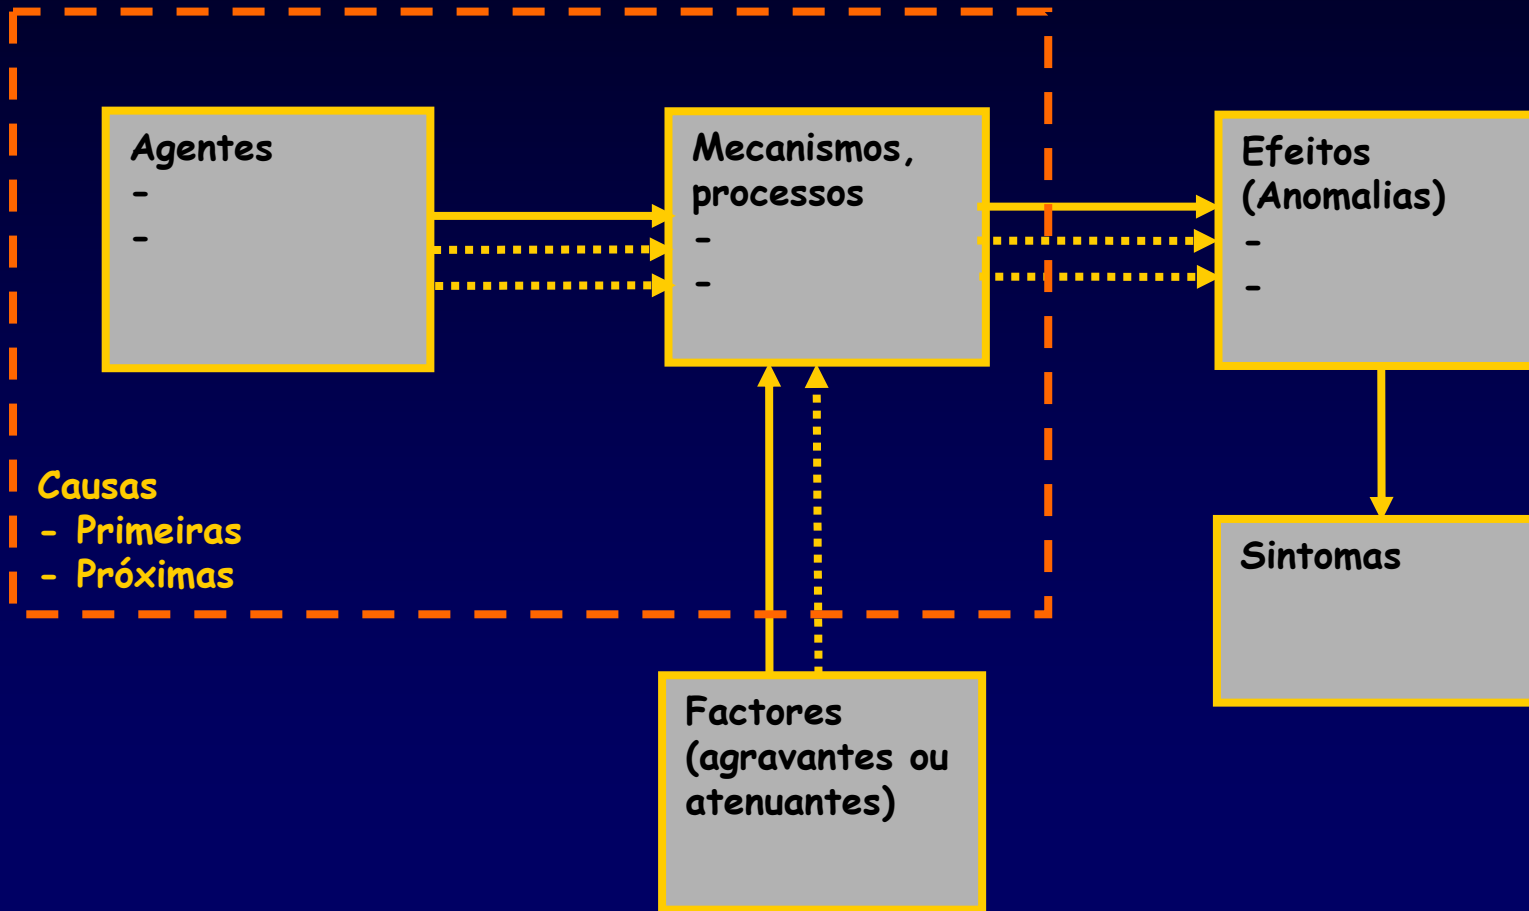 Agentes
-
-
Mecanismos,
processos
-
-
Efeitos
(Anomalias)
-
-
Causas
- Primeiras
- Próximas
Sintomas
Factores
(agravantes ou
atenuantes)